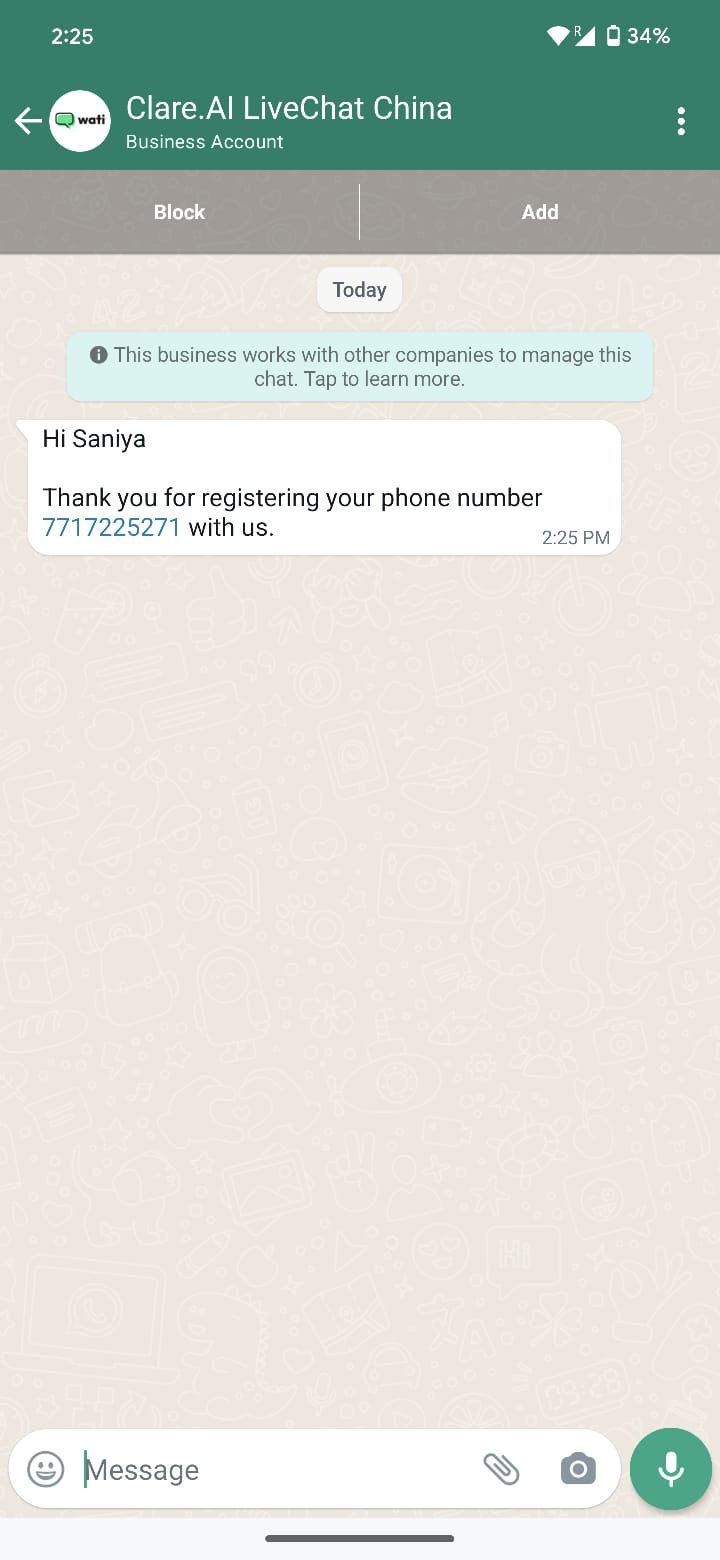 2:25
R
34%
wati
Clare.AI LiveChat China
Business Account
Block
Add
Today
This business works with other companies to manage this
chat. Tap to learn more.
Hi Saniya
Thank you for registering your phone number
7717225271 with us.
2:25 PM
Message